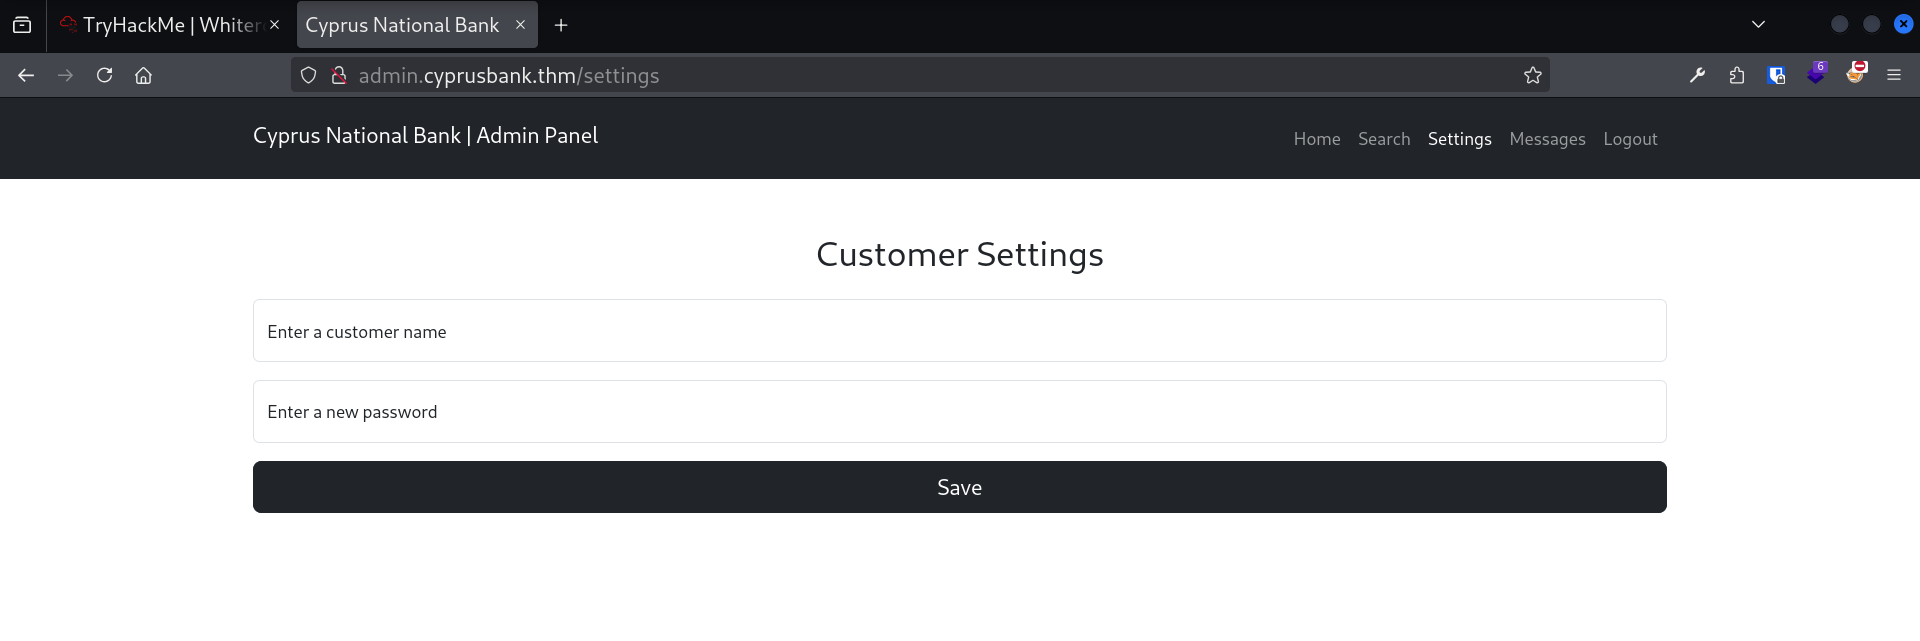 TryHackMe | Whitere
Cyprus National Bank
admin.cyprusbank.thm/settings
6
Cyprus National Bank | Admin Panel
Home Search Settings Messages Logout
Customer Settings
Enter a customer name
Enter a new password
Save